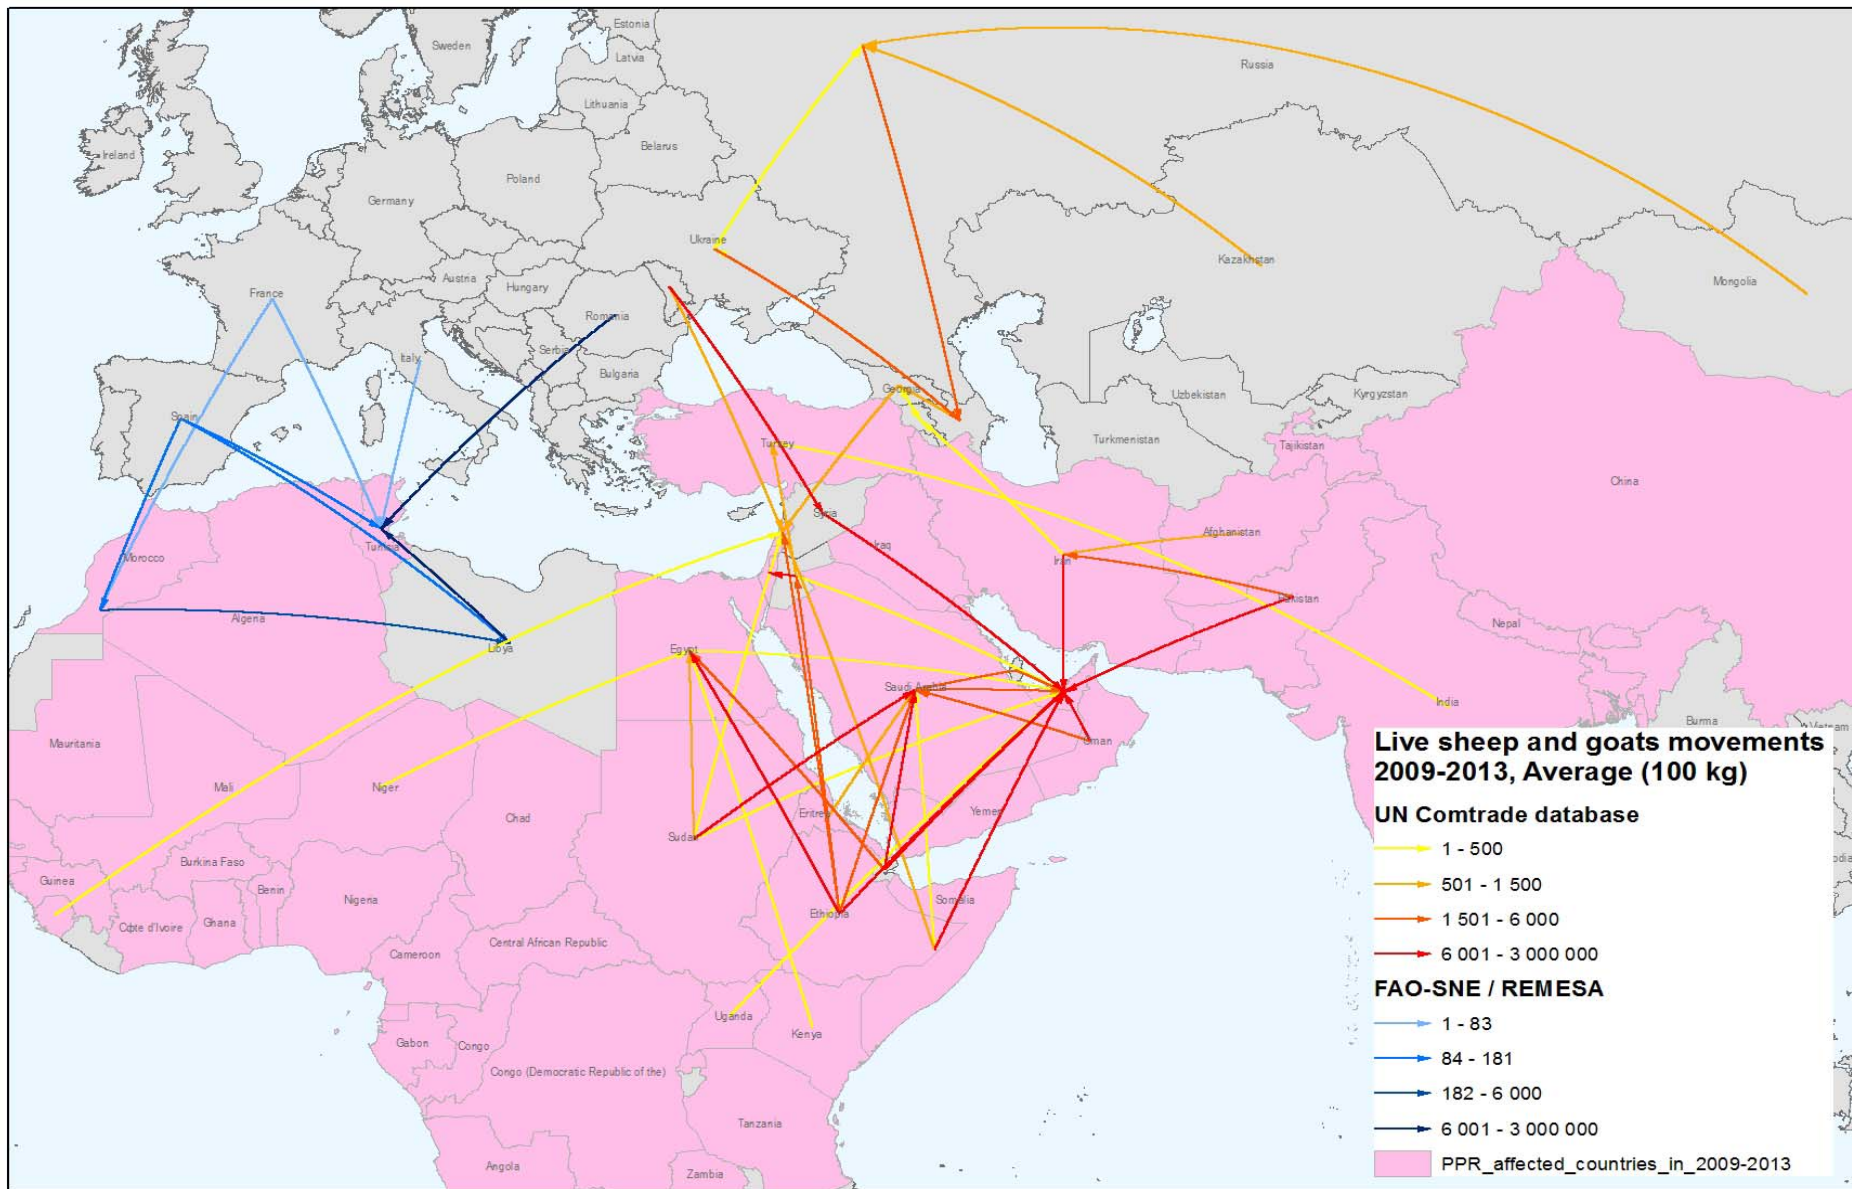 Estonia
Sweden
Latvia
Russia
Lithuania
Belarus
Ireland
Poland
Germany
Ukraine
Kazakhstan
Austria
Mongolia
Hungary
France
Romania
Serbia
Italy
Bulgaria
Georgia
Uzbekistan
Kyrgyzstan
Spain
Turkey
Turkmenistan
Tajikistan
China
Syria
Afghanistan
Tunisia
Iraq
Morocco
Iran
Pakistan
Algeria
Nepal
Libya
Egypt
Saudi Arabia
India
Burma
Vietnam
Mauritania
Oman
Mali
Niger
Chad
Eritrea
Yemen
Sudan
Burkina Faso
Guinea
Benin
Nigeria
Somalia
Ethiopia
Ghana
Cote d'Ivoire
Central African Republic
Cameroon
Uganda
Kenya
Gabon
Congo
Congo (Democratic Republic of the)
Tanzania
Angola
Zambia
Live sheep and goats movements
2009-2013, Average (100 kg)
UN Comtrade database
1 - 500
501 - 1 500
1 501 - 6 000
6 001 - 3 000 000
FAO-SNE / REMESA
1 - 83
84 - 181
182 - 6 000
6 001 - 3 000 000
PPR_affected_countries_in_2009-2013